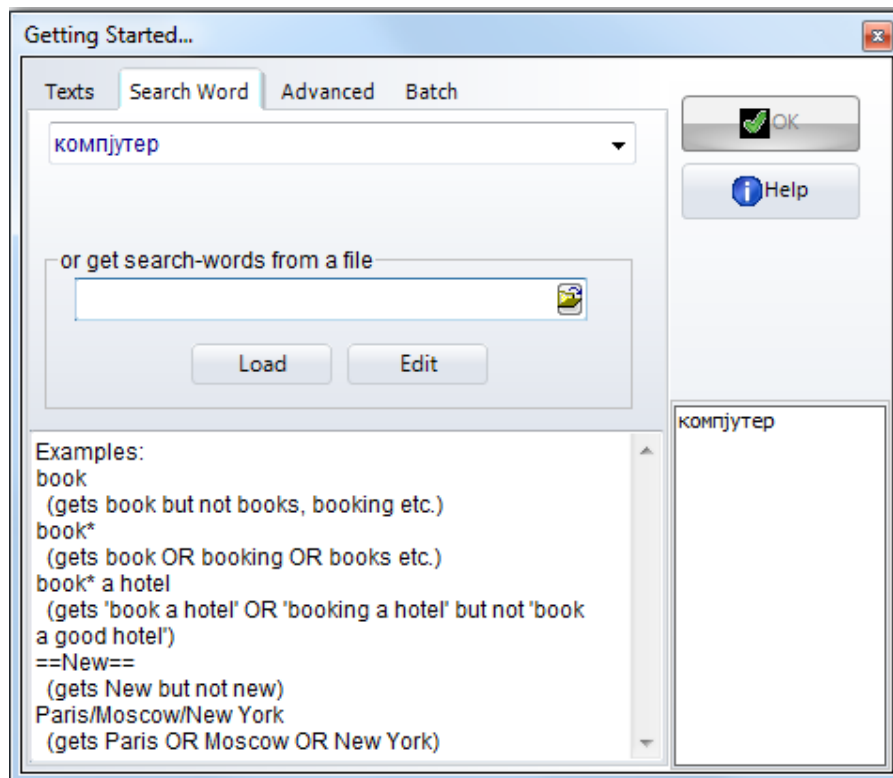 Getting Started...
Texts Search Word Advanced Batch
компјутер
OK
Help
or get search-words from a file
Load Edit
компјутер
Examples:
book
(gets book but not books, booking etc.)
book*
(gets book OR booking OR books etc.)
book* a hotel
(gets 'book a hotel' OR 'booking a hotel' but not 'book
a good hotel')
==New==
(gets New but not new)
Paris/Moscow/New York
(gets Paris OR Moscow OR New York)